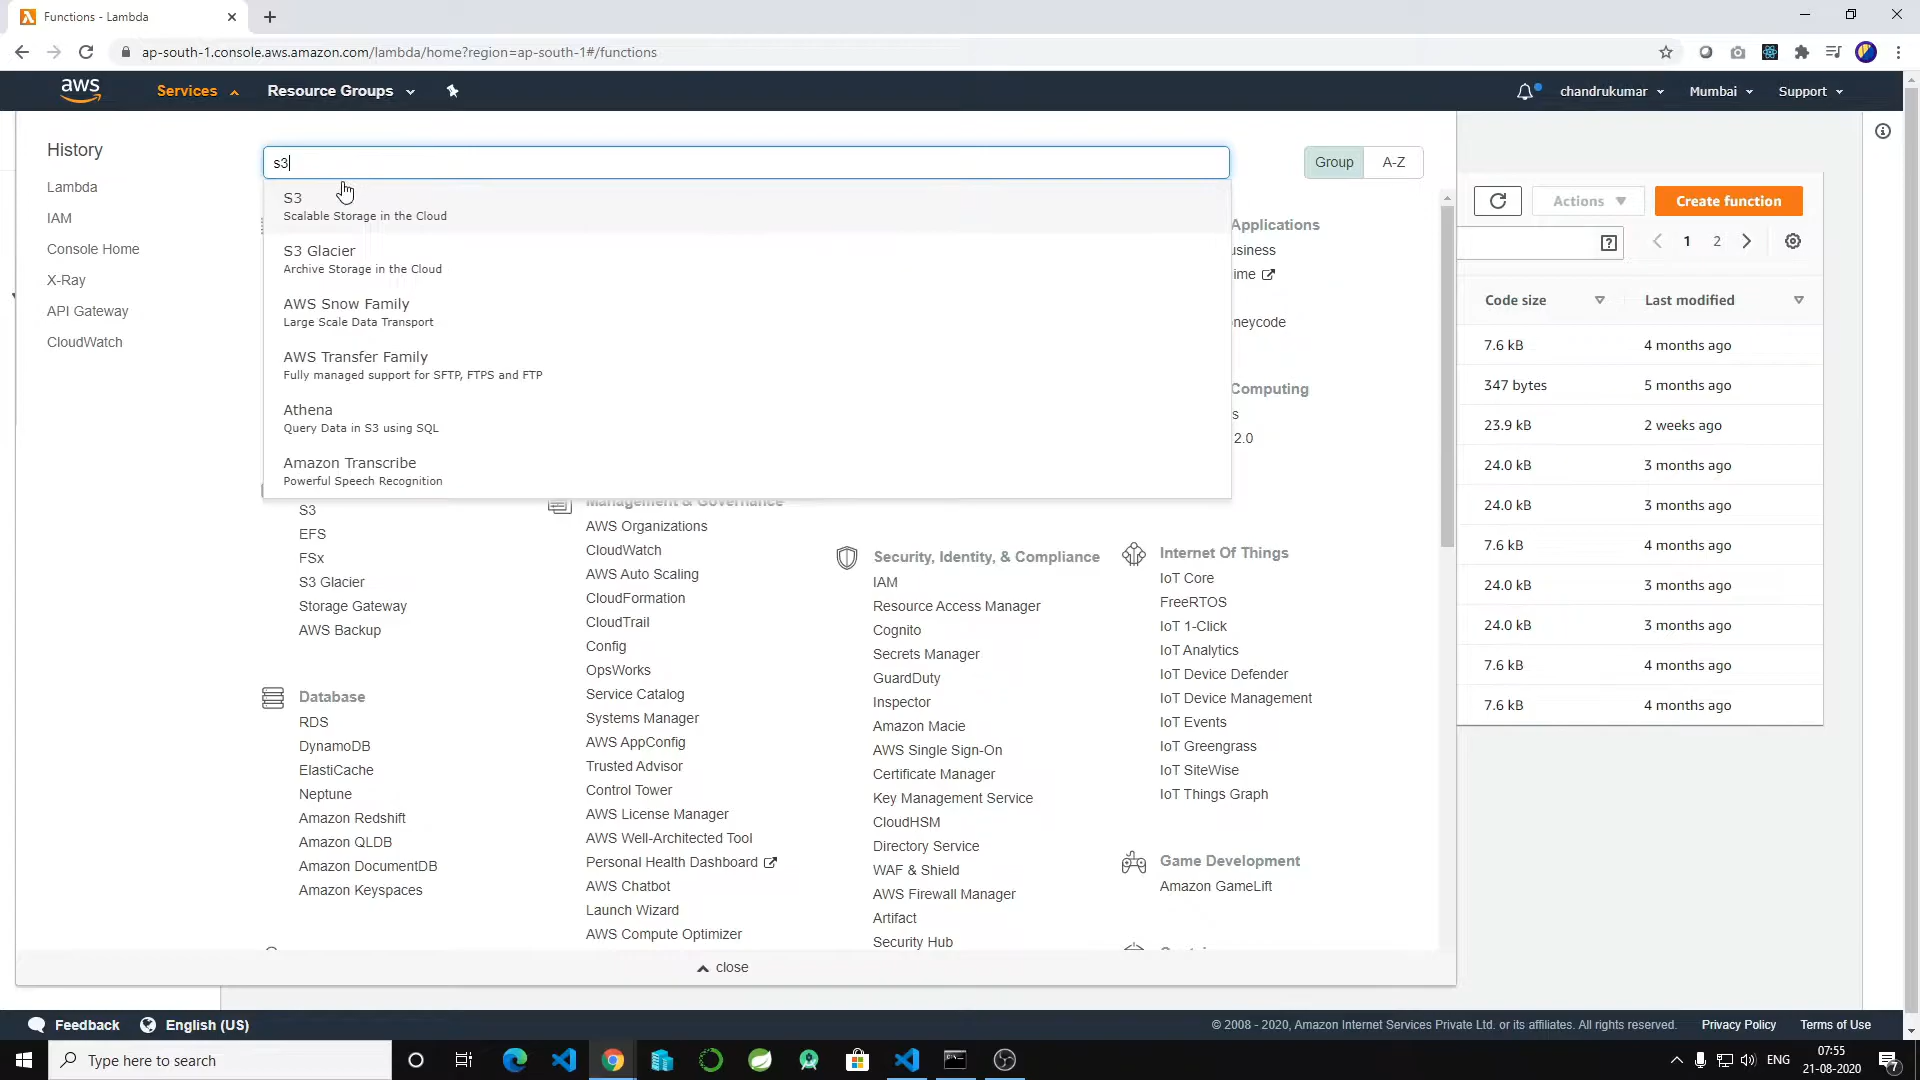 Functions - Lambda
ap-south-1.console.aws.amazon.com/lambda/home?region=ap-south-1#/functions
aws
Services
Resource Groups
chandrukumar
Mumbai
Support
History
Lambda
IAM
Console Home
X-Ray
API Gateway
CloudWatch
s3
Group
A-Z
S3
Scalable Storage in the Cloud
S3 Glacier
Archive Storage in the Cloud
AWS Snow Family
Large Scale Data Transport
AWS Transfer Family
Fully managed support for SFTP, FTPS and FTP
Athena
Query Data in S3 using SQL
Amazon Transcribe
Powerful Speech Recognition
S3
EFS
FSx
S3 Glacier
Storage Gateway
AWS Backup
Database
RDS
DynamoDB
ElastiCache
Neptune
Amazon Redshift
Amazon QLDB
Amazon DocumentDB
Amazon Keyspaces
Management & Governance
AWS Organizations
CloudWatch
AWS Auto Scaling
CloudFormation
CloudTrail
Config
OpsWorks
Service Catalog
Systems Manager
AWS AppConfig
Trusted Advisor
Control Tower
AWS License Manager
AWS Well-Architected Tool
Personal Health Dashboard
AWS Chatbot
Launch Wizard
AWS Compute Optimizer
Security, Identity, & Compliance
IAM
Resource Access Manager
Cognito
Secrets Manager
GuardDuty
Inspector
Amazon Macie
AWS Single Sign-On
Certificate Manager
Key Management Service
CloudHSM
Directory Service
WAF & Shield
AWS Firewall Manager
Artifact
Security Hub
Applications
usiness
ime
neycode
Computing
s
2.0
Internet Of Things
IoT Core
FreeRTOS
IoT 1-Click
IoT Analytics
IoT Device Defender
IoT Device Management
IoT Events
IoT Greengrass
IoT SiteWise
IoT Things Graph
Game Development
Amazon GameLift
close
Actions
Create function
1
2
Code size
Last modified
7.6 kB
4 months ago
347 bytes
5 months ago
23.9 kB
2 weeks ago
24.0 kB
3 months ago
24.0 kB
3 months ago
7.6 kB
4 months ago
24.0 kB
3 months ago
24.0 kB
3 months ago
7.6 kB
4 months ago
7.6 kB
4 months ago
Feedback
English (US)
© 2008 - 2020, Amazon Internet Services Private Ltd. or its affiliates. All rights reserved.
Privacy Policy
Terms of Use
Type here to search
ENG
07:55
21-08-2020
7